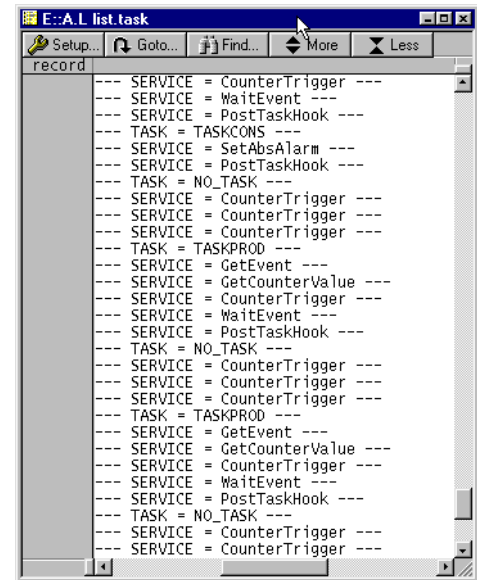 E::A.L list.task
Setup... Goto... Find... More Less
record
--- SERVICE = CounterTrigger ---
--- SERVICE = WaitEvent ---
--- SERVICE = PostTaskHook ---
--- TASK = TASKCONS ---
--- SERVICE = SetAbsAlarm ---
--- SERVICE = PostTaskHook ---
--- TASK = NO_TASK ---
--- SERVICE = CounterTrigger ---
--- SERVICE = CounterTrigger ---
--- SERVICE = CounterTrigger ---
--- TASK = TASKPROD ---
--- SERVICE = GetEvent ---
--- SERVICE = GetCounterValue ---
--- SERVICE = CounterTrigger ---
--- SERVICE = WaitEvent ---
--- SERVICE = PostTaskHook ---
--- TASK = NO_TASK ---
--- SERVICE = CounterTrigger ---
--- SERVICE = CounterTrigger ---
--- SERVICE = CounterTrigger ---
--- TASK = TASKPROD ---
--- SERVICE = GetEvent ---
--- SERVICE = GetCounterValue ---
--- SERVICE = CounterTrigger ---
--- SERVICE = WaitEvent ---
--- SERVICE = PostTaskHook ---
--- TASK = NO_TASK ---
--- SERVICE = CounterTrigger ---
--- SERVICE = CounterTrigger ---